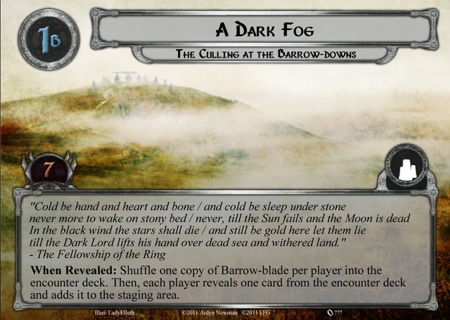 A Dark Fog
1B
The Culling at the Barrow-downs
7
"Cold be hand and heart and bone / and cold be sleep under stone
never more to wake on stony bed / never, till the Sun fails and the Moon is dead
In the black wind the stars shall die / and still be gold here let them lie
till the Dark Lord lifts his hand over dead sea and withered land."
- The Fellowship of the Ring
When Revealed: Shuffle one copy of Barrow-blade per player into the
encounter deck. Then, each player reveals one card from the encounter deck
and adds it to the staging area.
Illus: LadyElleth ©2011 Aidyn Newman ©2011 FFG ???